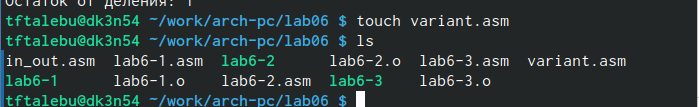 Остаток от деления: 1
tftalebu@dk3n54 ~/work/arch-pc/lab06 $ touch variant.asm
tftalebu@dk3n54 ~/work/arch-pc/lab06 $ ls
in_out.asm  lab6-1.asm  lab6-2      lab6-2.o  lab6-3.asm  variant.asm
lab6-1      lab6-1.o    lab6-2.asm  lab6-3    lab6-3.o
tftalebu@dk3n54 ~/work/arch-pc/lab06 $